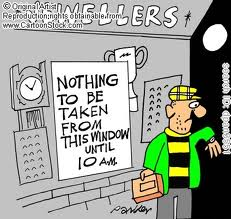 © Original Artist
Reproduction rights obtainable from
www.CartoonStock.com
WELLERS
NOTHING
TO BE
TAKEN
FROM
THIS WINDOW
UNTIL
10 A.M.